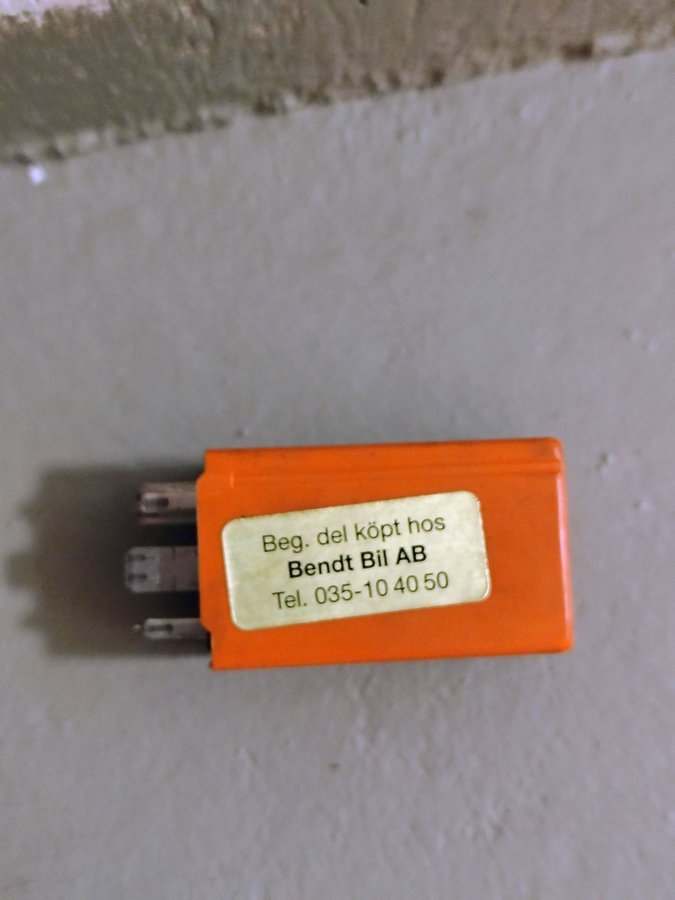 Beg. del köpt hos
Bendt Bil AB
Tel. 035-10 40 50